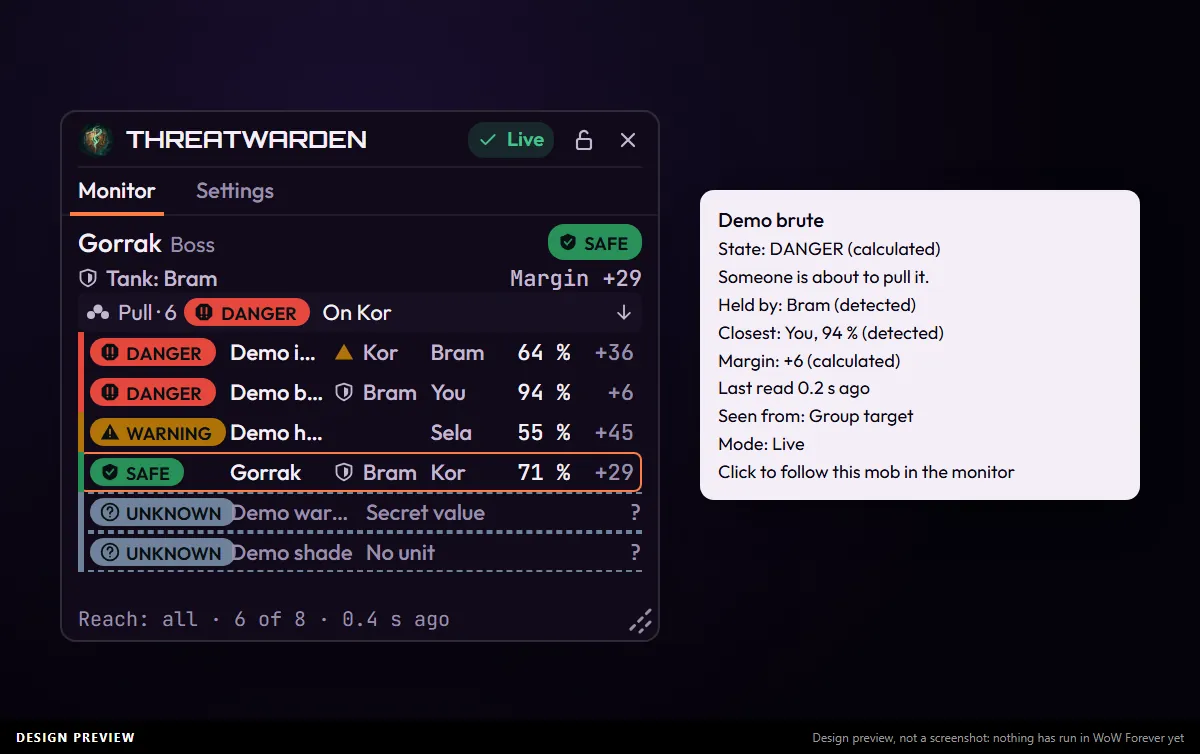 THREATWARDEN Live
Monitor Settings
Gorrak Boss SAFE
Tank: Bram Margin +29
Pull · 6 DANGER On Kor
DANGER Demo i... Kor Bram 64 % +36
DANGER Demo b... Bram You 94 % +6
WARNING Demo h... Sela 55 % +45
SAFE Gorrak Bram Kor 71 % +29
UNKNOWN Demo war... Secret value ?
UNKNOWN Demo shade No unit ?
Reach: all · 6 of 8 · 0.4 s ago
Demo brute
State: DANGER (calculated)
Someone is about to pull it.
Held by: Bram (detected)
Closest: You, 94 % (detected)
Margin: +6 (calculated)
Last read 0.2 s ago
Seen from: Group target
Mode: Live
Click to follow this mob in the monitor
DESIGN PREVIEW
Design preview, not a screenshot: nothing has run in WoW Forever yet